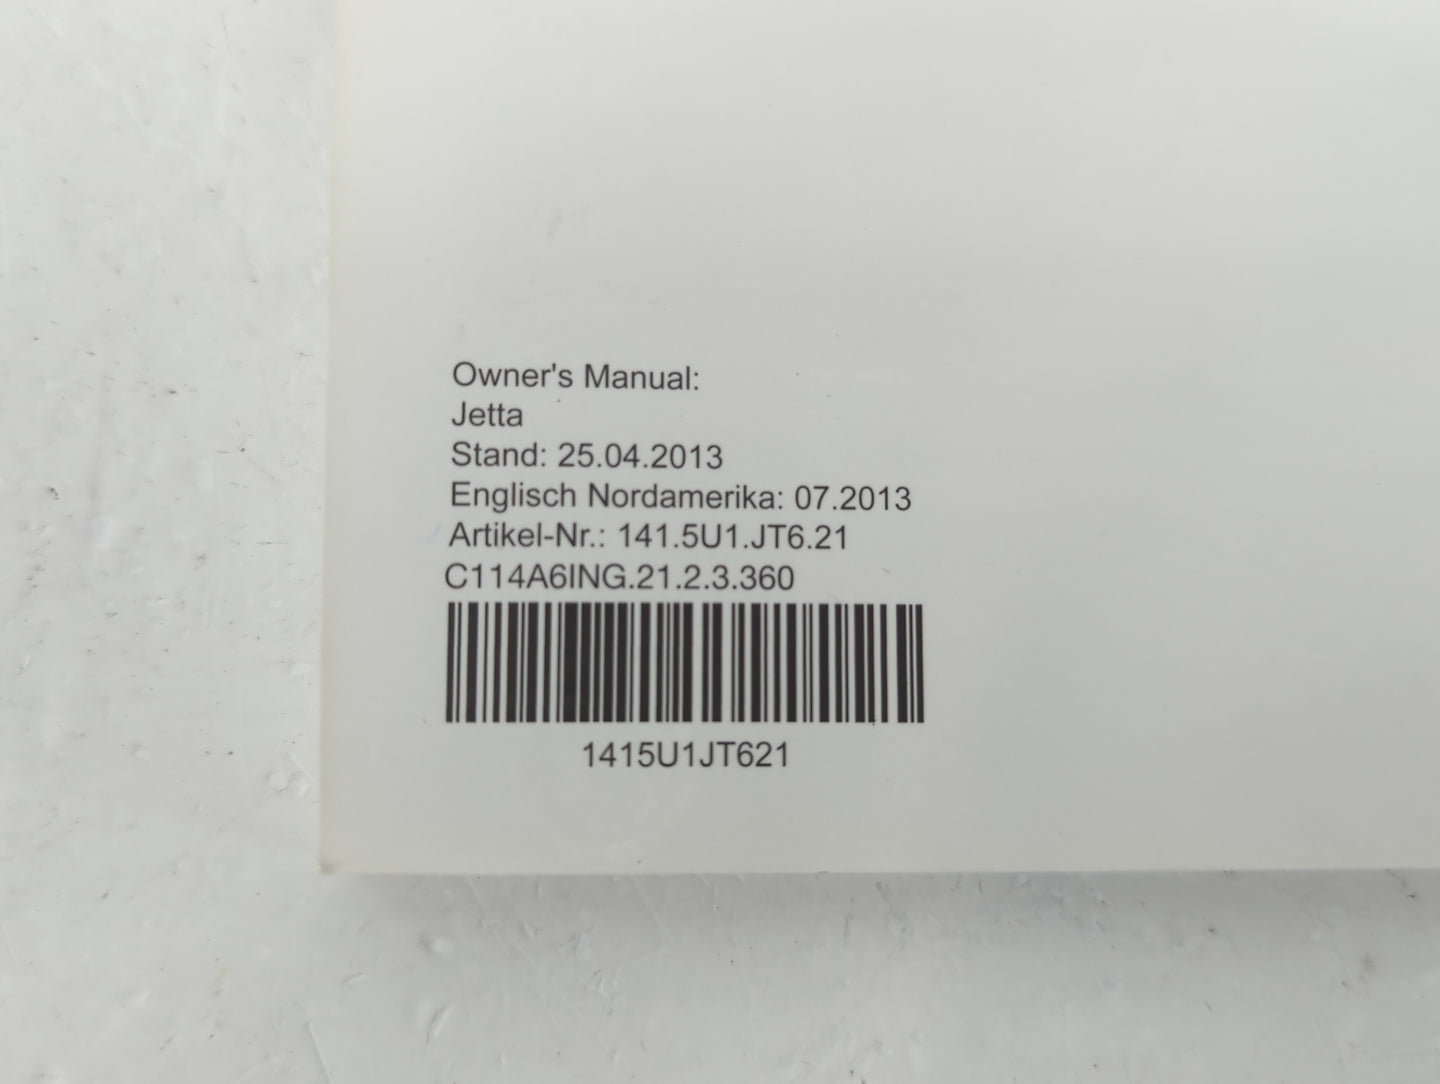 Owner's Manual:
Jetta
Stand: 25.04.2013
Englisch Nordamerika: 07.2013
Artikel-Nr.: 141.5U1.JT6.21
C114A6ING.21.2.3.360
1415U1JT621